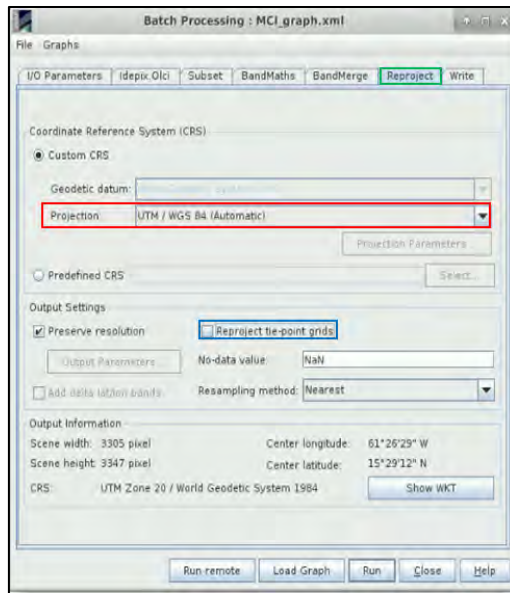 Batch Processing : MCI_graph.xml
File Graphs
I/O Parameters Idepix.Olci Subset BandMaths BandMerge Reproject Write
Coordinate Reference System (CRS)
Custom CRS
Geodetic datum:
Projection: UTM / WGS 84 (Automatic)
Projection Parameters...
Predefined CRS Select...
Output Settings
Preserve resolution Reproject tie-point grids
Output Parameters... No-data value: NaN
Add delta lat/lon bands Resampling method: Nearest
Output Information
Scene width: 3305 pixel Center longitude: 61°26'29" W
Scene height: 3347 pixel Center latitude: 15°29'12" N
CRS: UTM Zone 20 / World Geodetic System 1984 Show WKT
Run remote Load Graph Run Close Help